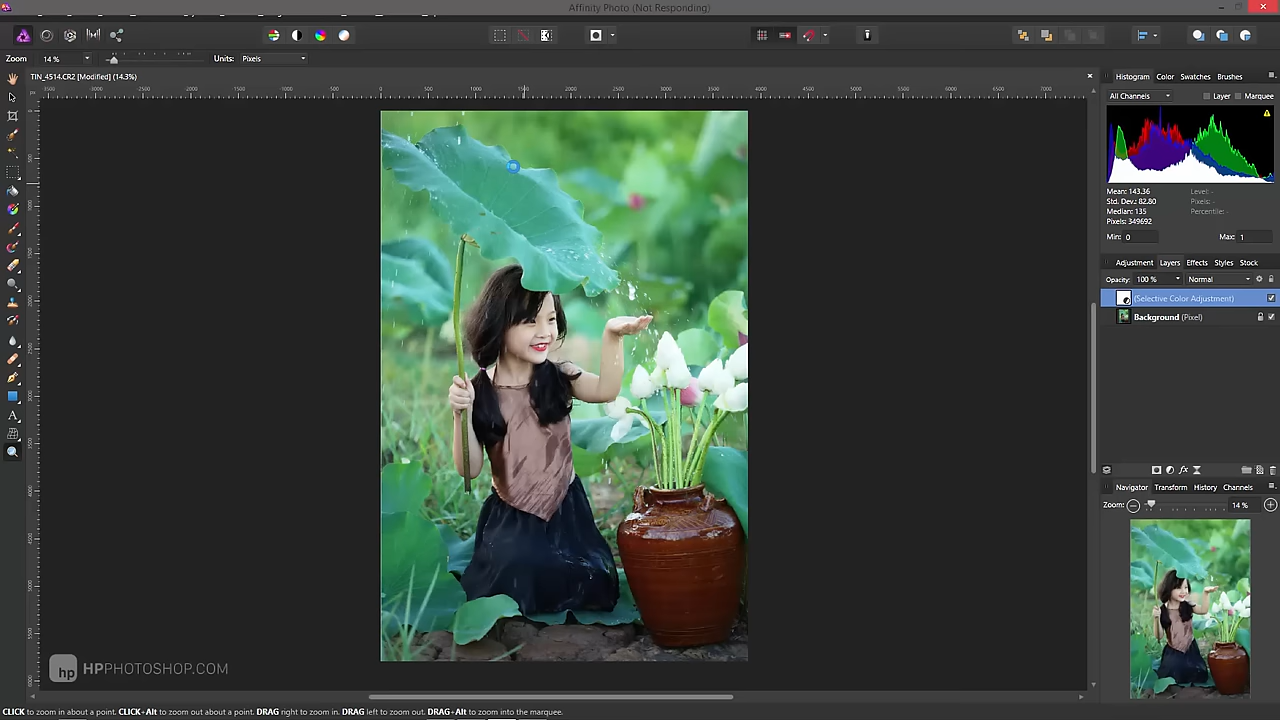 Affinity Photo (Not Responding)
Zoom 14 % Units: Pixels
TIN_4514.CR2 [Modified] (14.3%)
Histogram Color Swatches Brushes
All Channels Layer Marquee
Mean: 143.36 Level: -
Std. Dev.: 82.80 Pixels: -
Median: 135 Percentile: -
Pixels: 349692
Min: 0 Max: 1
Adjustment Layers Effects Styles Stock
Opacity: 100 % Normal
(Selective Color Adjustment)
Background (Pixel)
Navigator Transform History Channels
Zoom: 14 %
hp HPPHOTOSHOP.COM
CLICK to zoom in about a point. CLICK+Alt to zoom out about a point. DRAG right to zoom in. DRAG left to zoom out. DRAG+Alt to zoom into the marquee.